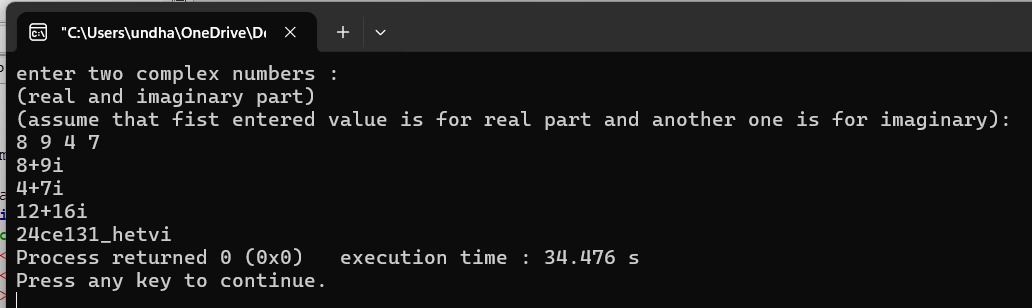 "C:\Users\undha\OneDrive\D
enter two complex numbers :
(real and imaginary part)
(assume that fist entered value is for real part and another one is for imaginary):
8 9 4 7
8+9i
4+7i
12+16i
24ce131_hetvi
Process returned 0 (0x0)   execution time : 34.476 s
Press any key to continue.